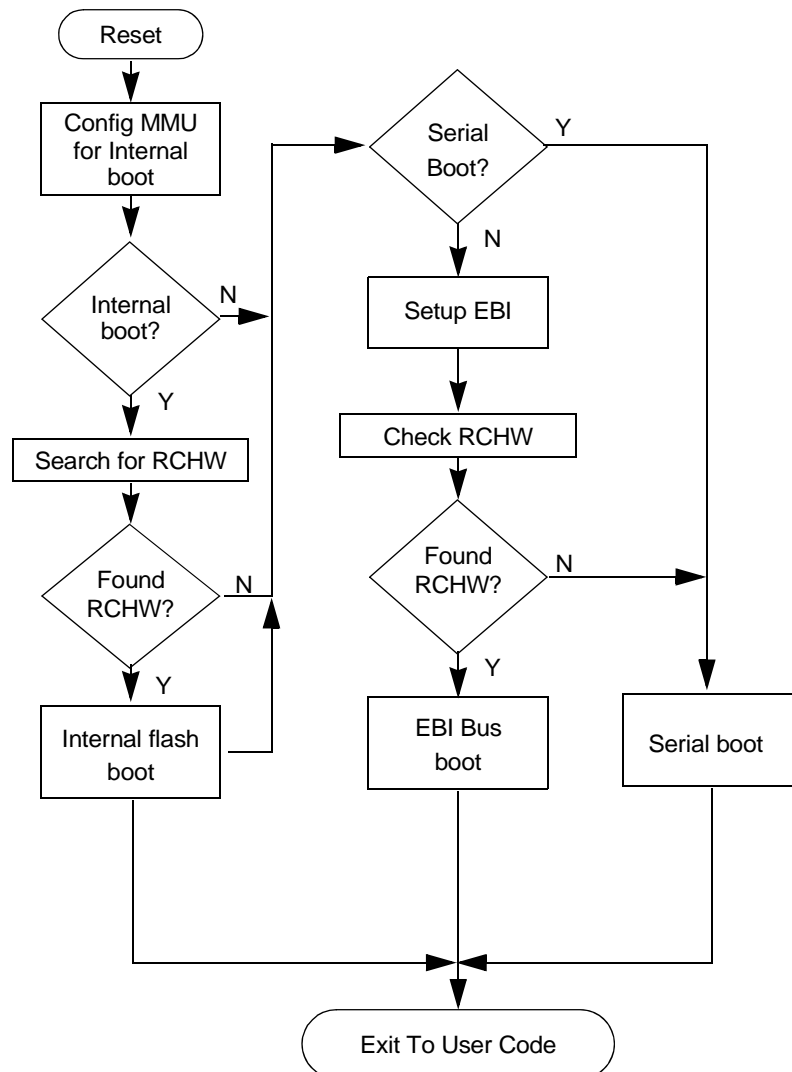 Reset
Config MMU
for Internal
boot
Internal
boot?
N
Y
Search for RCHW
Found
RCHW?
N
Y
Internal flash
boot
Serial
Boot?
Y
N
Setup EBI
Check RCHW
Found
RCHW?
N
Y
EBI Bus
boot
Serial boot
Exit To User Code